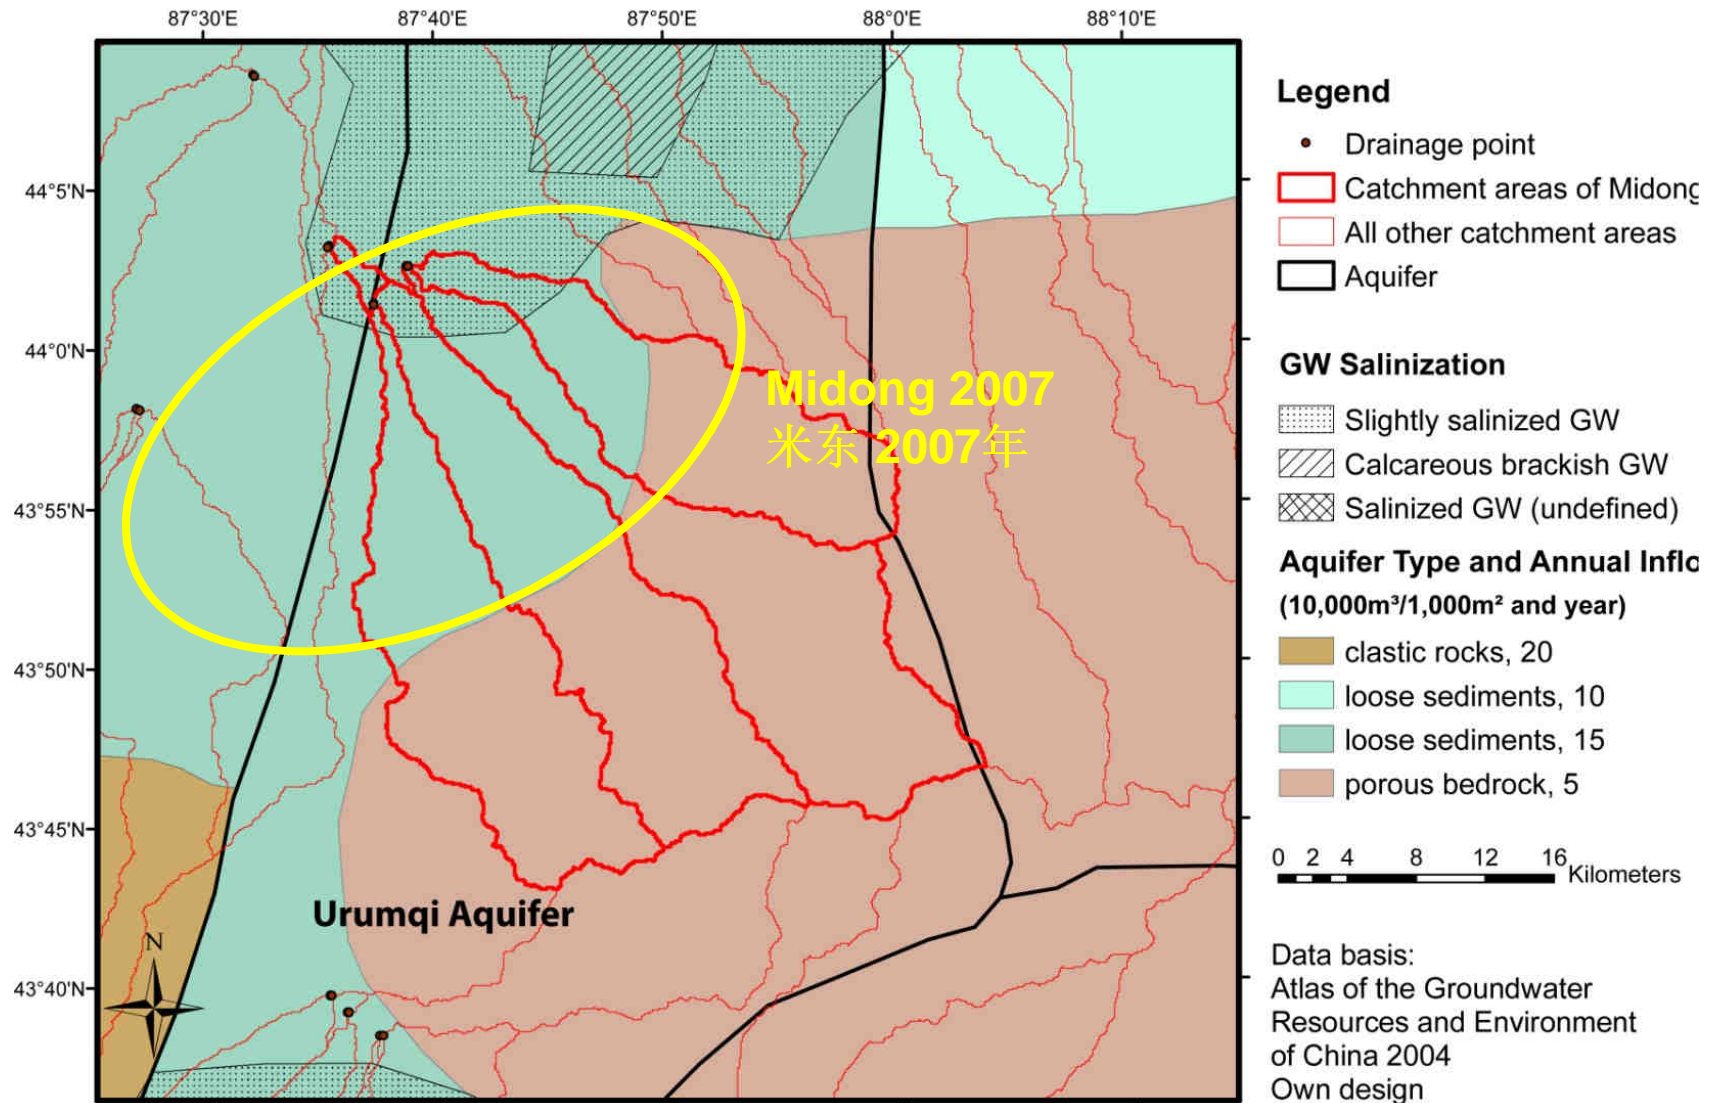 87°30'E 87°40'E 87°50'E 88°0'E 88°10'E
44°5'N
44°0'N
43°55'N
43°50'N
43°45'N
43°40'N
Midong 2007
米东 2007年
Urumqi Aquifer
N
Legend
Drainage point
Catchment areas of Midong
All other catchment areas
Aquifer
GW Salinization
Slightly salinized GW
Calcareous brackish GW
Salinized GW (undefined)
Aquifer Type and Annual Inflo
(10,000m³/1,000m² and year)
clastic rocks, 20
loose sediments, 10
loose sediments, 15
porous bedrock, 5
0 2 4 8 12 16
Kilometers
Data basis:
Atlas of the Groundwater
Resources and Environment
of China 2004
Own design